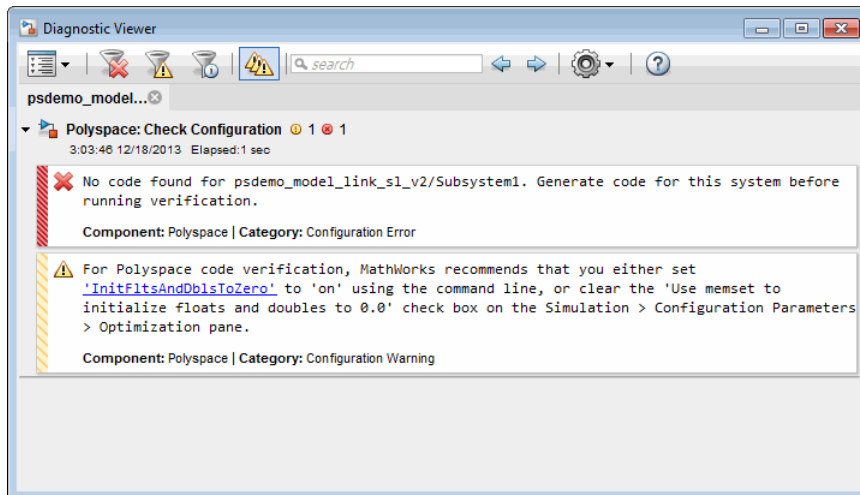 Diagnostic Viewer
search
psdemo_model...
Polyspace: Check Configuration 1 1
3:03:46 12/18/2013 Elapsed:1 sec
No code found for psdemo_model_link_sl_v2/Subsystem1. Generate code for this system before
running verification.
Component: Polyspace | Category: Configuration Error
For Polyspace code verification, MathWorks recommends that you either set
'InitFltsAndDblsToZero' to 'on' using the command line, or clear the 'Use memset to
initialize floats and doubles to 0.0' check box on the Simulation > Configuration Parameters
> Optimization pane.
Component: Polyspace | Category: Configuration Warning